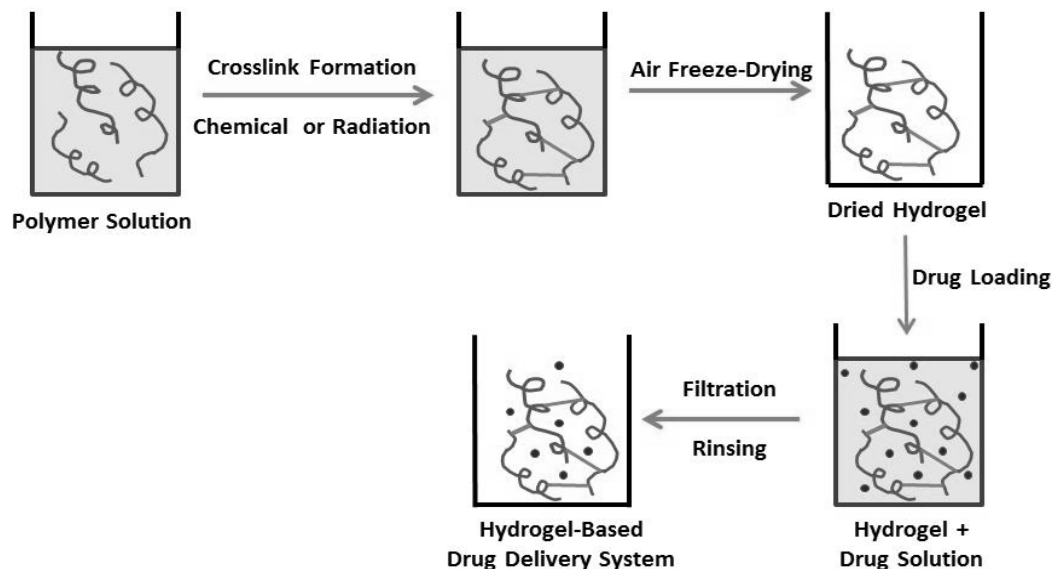 Crosslink Formation
Chemical or Radiation
Air Freeze-Drying
Polymer Solution
Dried Hydrogel
Drug Loading
Filtration
Rinsing
Hydrogel-Based
Drug Delivery System
Hydrogel +
Drug Solution